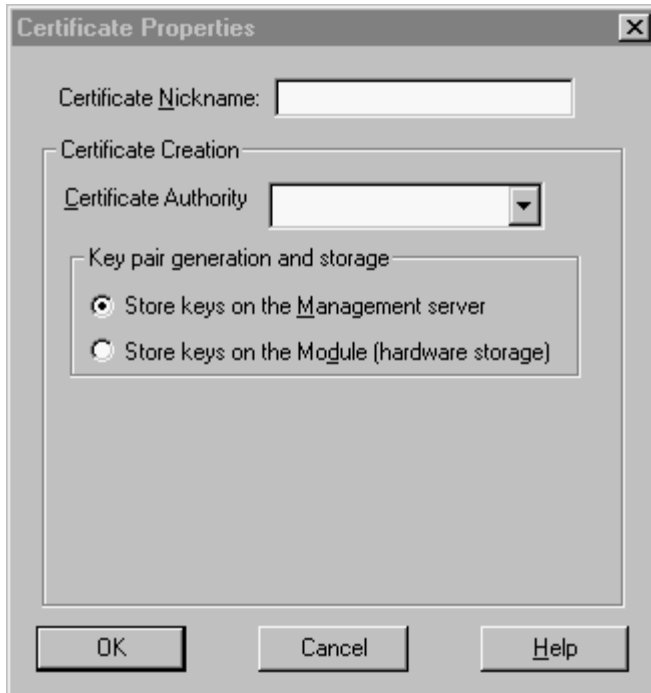 Certificate Properties
Certificate Nickname:
Certificate Creation
Certificate Authority
Key pair generation and storage
Store keys on the Management server
Store keys on the Module (hardware storage)
OK Cancel Help